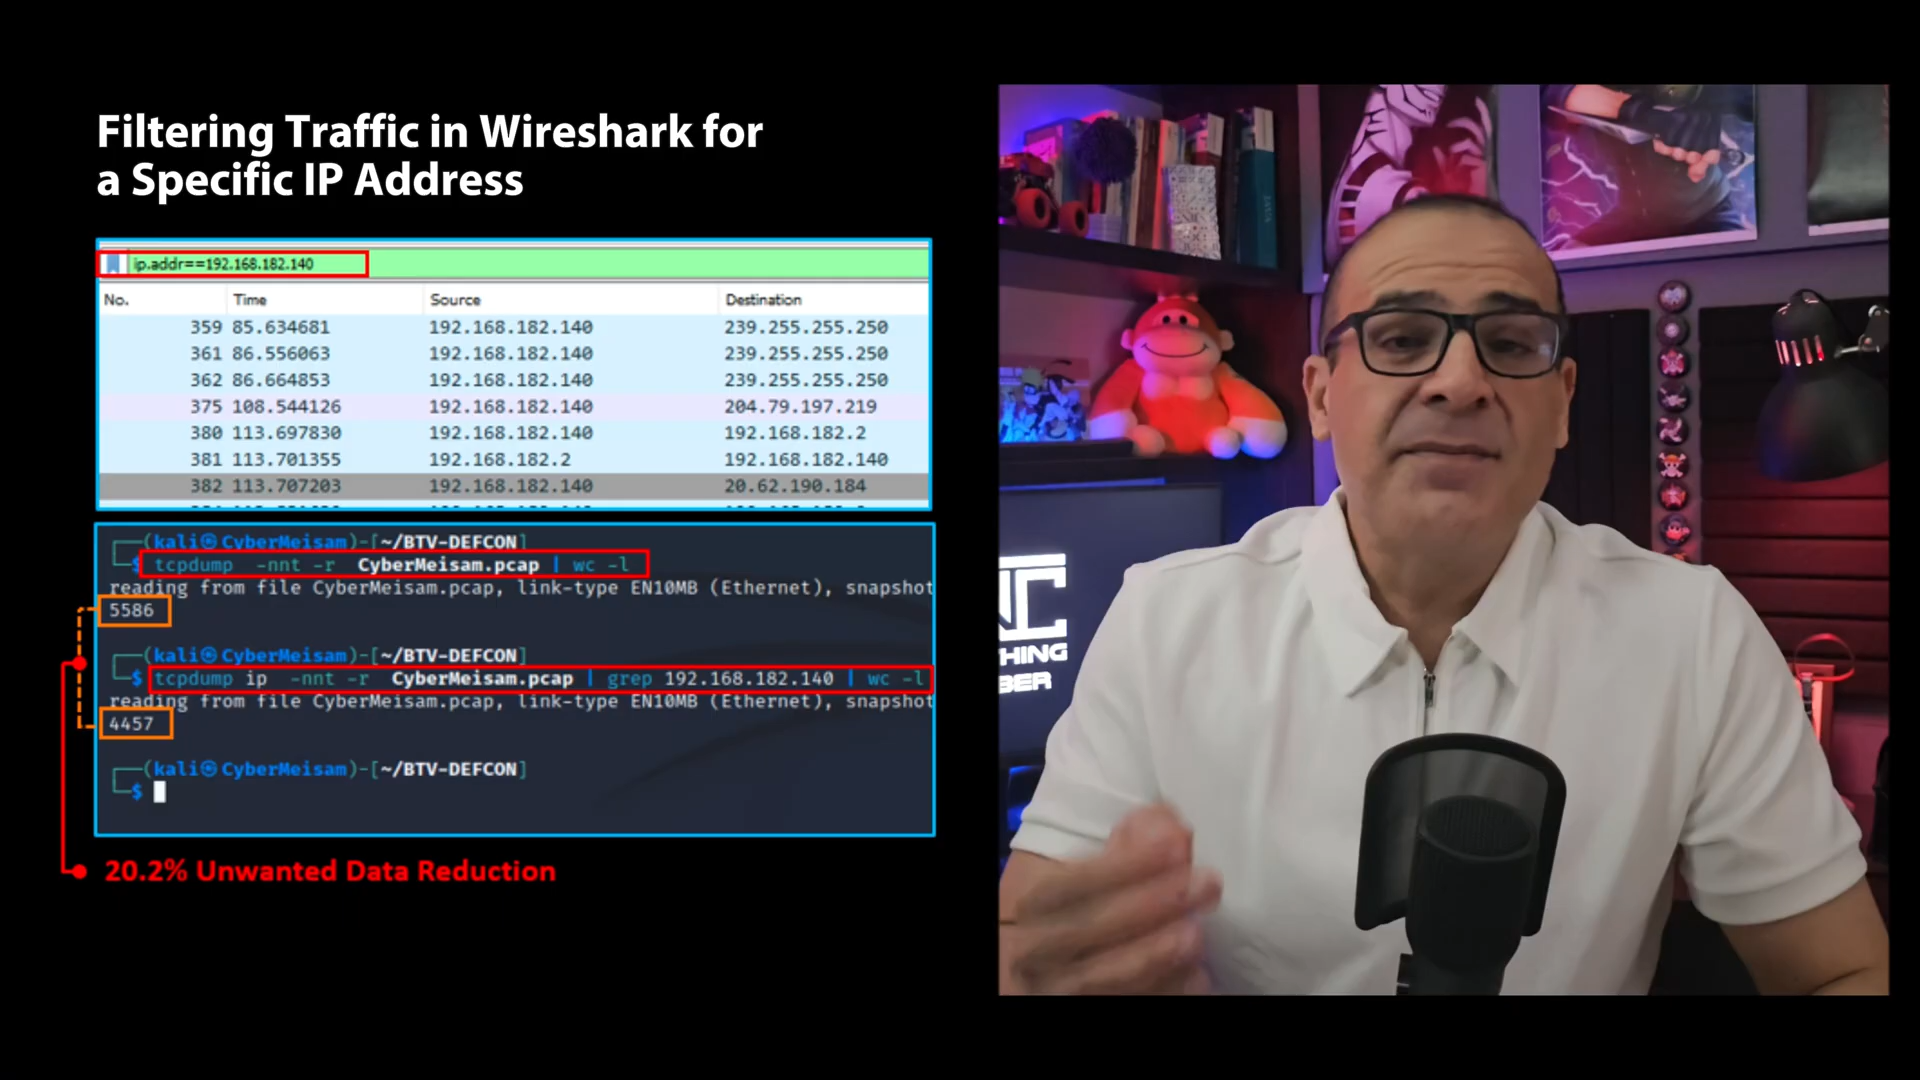 Filtering Traffic in Wireshark for
a Specific IP Address
ip.addr==192.168.182.140
No. Time Source Destination
359 85.634681 192.168.182.140 239.255.255.250
361 86.556063 192.168.182.140 239.255.255.250
362 86.664853 192.168.182.140 239.255.255.250
375 108.544126 192.168.182.140 204.79.197.219
380 113.697830 192.168.182.140 192.168.182.2
381 113.701355 192.168.182.2 192.168.182.140
382 113.707203 192.168.182.140 20.62.190.184
(kali㉿CyberMeisam)-[~/BTV-DEFCON]
$ tcpdump -nnt -r CyberMeisam.pcap | wc -l
reading from file CyberMeisam.pcap, link-type EN10MB (Ethernet), snapshot
5586
(kali㉿CyberMeisam)-[~/BTV-DEFCON]
$ tcpdump ip -nnt -r CyberMeisam.pcap | grep 192.168.182.140 | wc -l
reading from file CyberMeisam.pcap, link-type EN10MB (Ethernet), snapshot
4457
(kali㉿CyberMeisam)-[~/BTV-DEFCON]
$
20.2% Unwanted Data Reduction